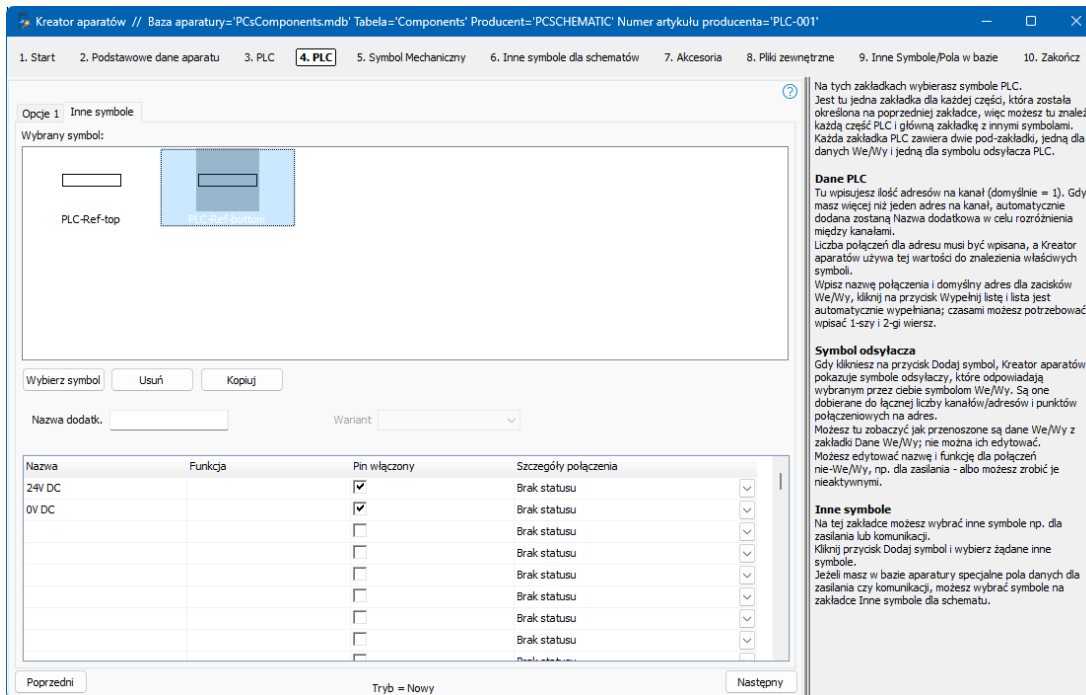 Kreator aparatów // Baza aparatury='PCsComponents.mdb' Tabela='Components' Producent='PCSCHEMATIC' Numer artykułu producenta='PLC-001'
1. Start 2. Podstawowe dane aparatu 3. PLC 4. PLC 5. Symbol Mechaniczny 6. Inne symbole dla schematów 7. Akcesoria 8. Pliki zewnętrzne 9. Inne Symbole/Pola w bazie 10. Zakończ
Opcje 1 Inne symbole
Wybrany symbol:
PLC-Ref-top PLC-Ref-bottom
Wybierz symbol Usuń Kopiuj
Nazwa dodatk. Wariant
Nazwa Funkcja Pin włączony Szczegóły połączenia
24V DC Brak statusu
0V DC Brak statusu
Brak statusu
Brak statusu
Brak statusu
Brak statusu
Brak statusu
Brak statusu
Poprzedni Tryb = Nowy Następny
Na tych zakładkach wybierasz symbole PLC.
Jest tu jedna zakładka dla każdej części, która została
określona na poprzedniej zakładce, więc możesz tu znaleź
każdą część PLC i główną zakładkę z innymi symbolami.
Każda zakładka PLC zawiera dwie pod-zakładki, jedną dla
danych We/Wy i jedną dla symbolu odsyłacza PLC.
Dane PLC
Tu wpisujesz ilość adresów na kanał (domyślnie = 1). Gdy
masz więcej niż jeden adres na kanał, automatycznie
dodana zostaną Nazwa dodatkowa w celu rozróżnienia
między kanałami.
Liczba połączeń dla adresu musi być wpisana, a Kreator
aparatów używa tej wartości do znalezienia właściwych
symboli.
Wpisz nazwę połączenia i domyślny adres dla zacisków
We/Wy, kliknij na przycisk Wypełnij listę i lista jest
automatycznie wypełniana; czasami możesz potrzebować
wpisać 1-szy i 2-gi wiersz.
Symbol odsyłacza
Gdy klikniesz na przycisk Dodaj symbol, Kreator aparatów
pokazuje symbole odsyłaczy, które odpowiadają
wybranym przez ciebie symbolom We/Wy. Są one
dobierane do łącznej liczby kanałów/adresów i punktów
połączeniowych na adres.
Możesz tu zobaczyć jak przenoszone są dane We/Wy z
zakładki Dane We/Wy; nie można ich edytować.
Możesz edytować nazwę i funkcję dla połączeń
nie-We/Wy, np. dla zasilania - albo możesz zrobić je
nieaktywnymi.
Inne symbole
Na tej zakładce możesz wybrać inne symbole np. dla
zasilania lub komunikacji.
Kliknij przycisk Dodaj symbol i wybierz żądane inne
symbole.
Jeżeli masz w bazie aparatury specjalne pola danych dla
zasilania czy komunikacji, możesz wybrać symbole na
zakładce Inne symbole dla schematu.